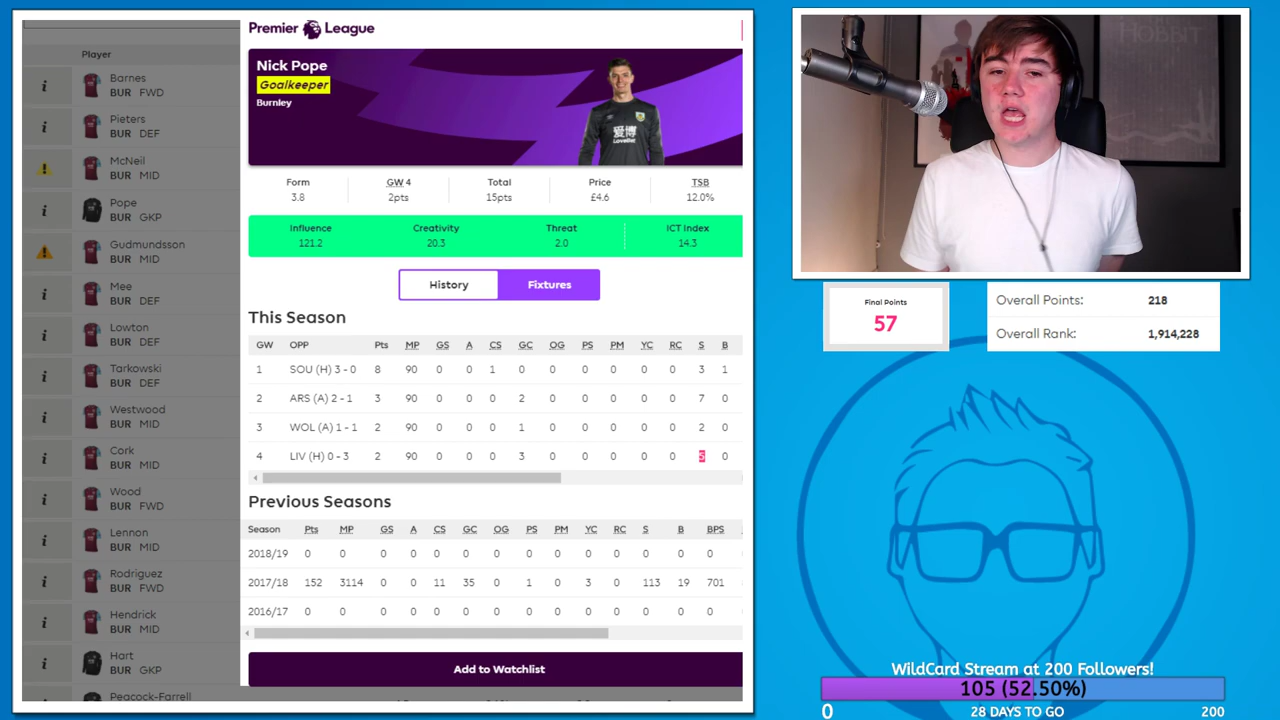 Player
Barnes
BUR FWD
Pieters
BUR DEF
McNeil
BUR MID
Pope
BUR GKP
Gudmundsson
BUR MID
Mee
BUR DEF
Lowton
BUR DEF
Tarkowski
BUR DEF
Westwood
BUR MID
Cork
BUR MID
Wood
BUR FWD
Lennon
BUR MID
Rodriguez
BUR FWD
Hendrick
BUR MID
Hart
BUR GKP
Peacock-Farrell
Premier League
Nick Pope
Goalkeeper
Burnley
爱博
LoveBet
Form GW 4 Total Price TSB
3.8 2pts 15pts £4.6 12.0%
Influence Creativity Threat ICT Index
121.2 20.3 2.0 14.3
History Fixtures
This Season
GW OPP Pts MP GS A CS GC OG PS PM YC RC S B
1 SOU (H) 3 - 0 8 90 0 0 1 0 0 0 0 0 0 3 1
2 ARS (A) 2 - 1 3 90 0 0 0 2 0 0 0 0 0 7 0
3 WOL (A) 1 - 1 2 90 0 0 0 1 0 0 0 0 0 2 0
4 LIV (H) 0 - 3 2 90 0 0 0 3 0 0 0 0 0 5 0
Previous Seasons
Season Pts MP GS A CS GC OG PS PM YC RC S B BPS
2018/19 0 0 0 0 0 0 0 0 0 0 0 0 0 0
2017/18 152 3114 0 0 11 35 0 1 0 3 0 113 19 701
2016/17 0 0 0 0 0 0 0 0 0 0 0 0 0 0
Add to Watchlist
Final Points
57
Overall Points: 218
Overall Rank: 1,914,228
WildCard Stream at 200 Followers!
105 (52.50%)
0 28 DAYS TO GO 200